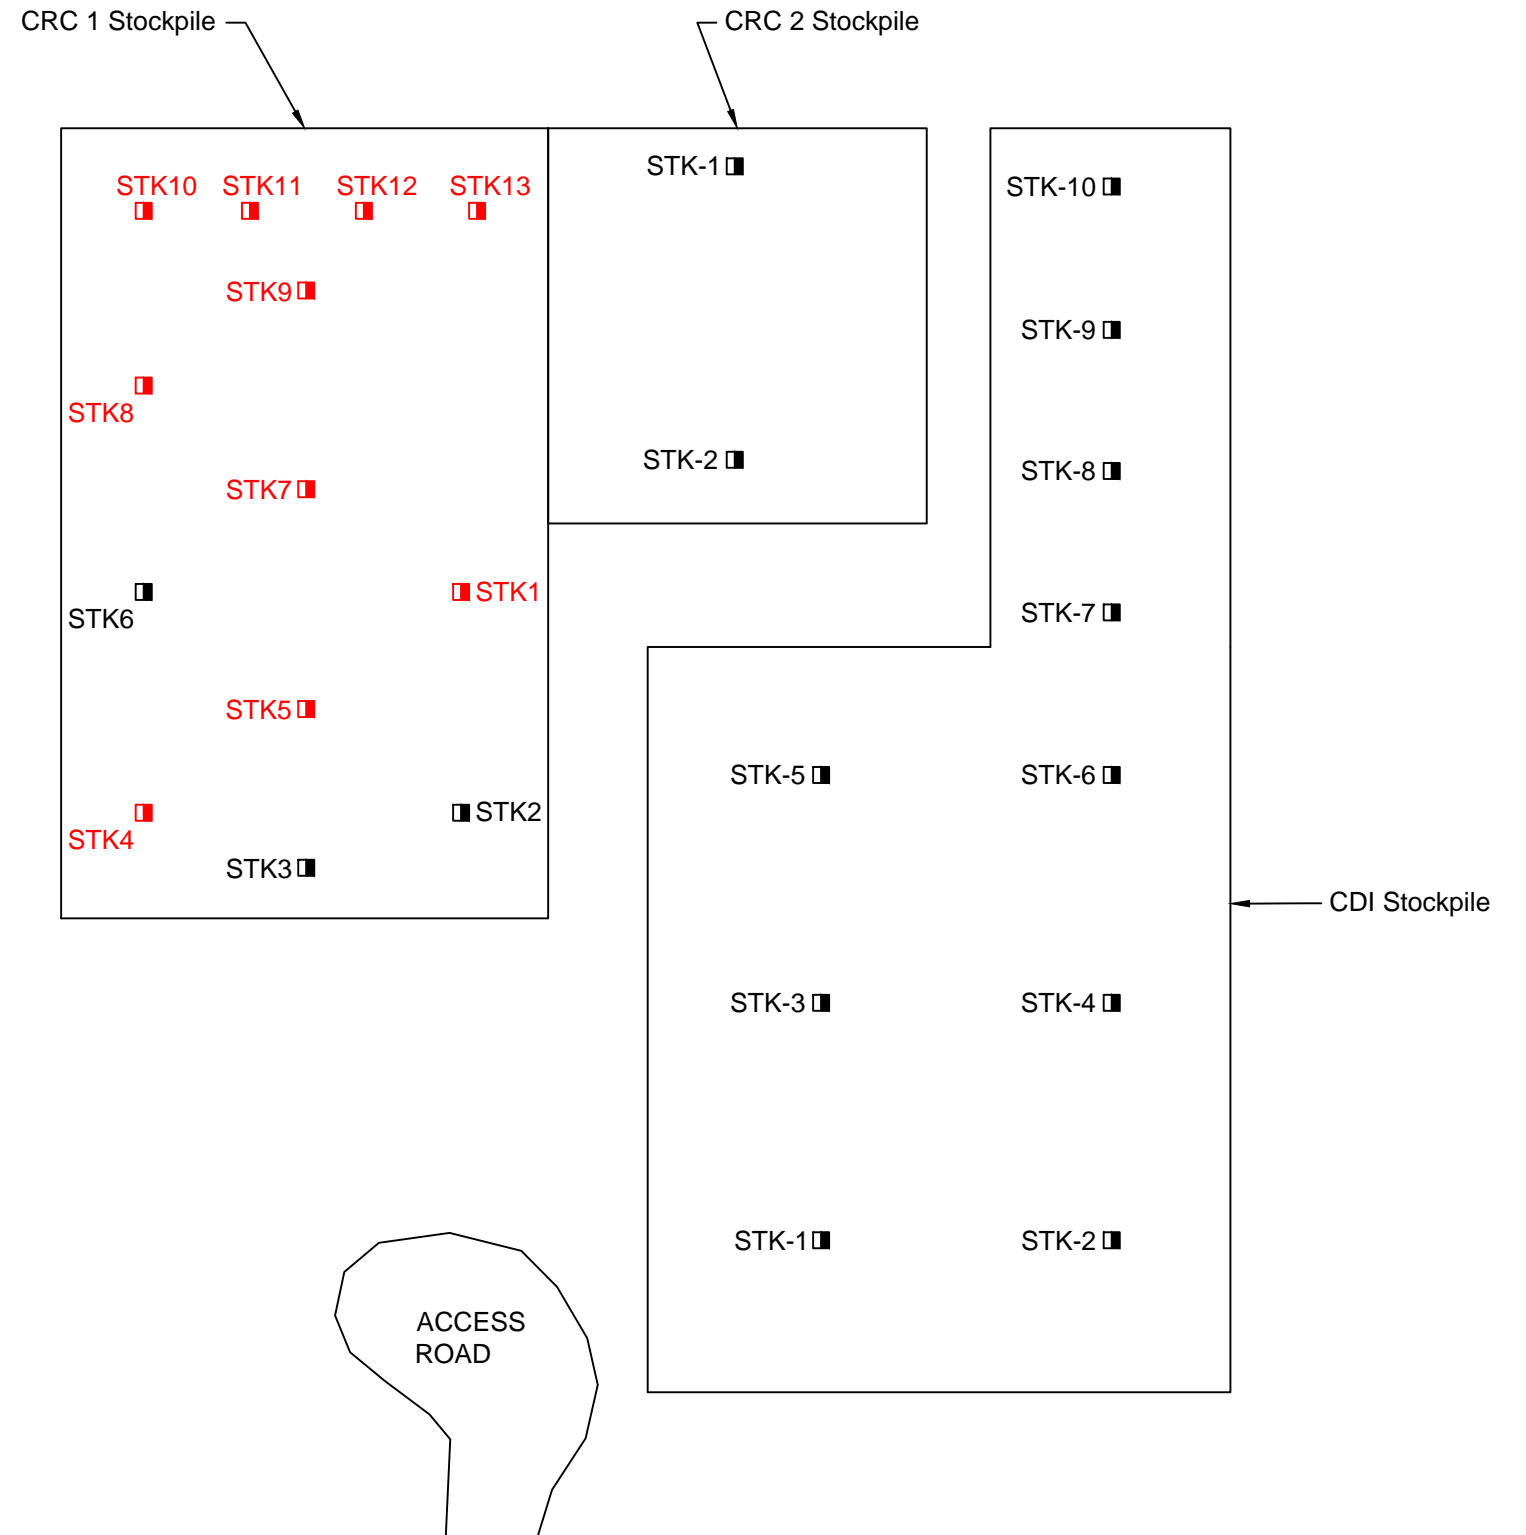 CRC 1 Stockpile
CRC 2 Stockpile
STK10
STK11
STK12
STK13
STK9
STK8
STK7
STK1
STK6
STK5
STK2
STK4
STK3
STK-1
STK-2
STK-10
STK-9
STK-8
STK-7
STK-5
STK-6
CDI Stockpile
STK-3
STK-4
STK-1
STK-2
ACCESS
ROAD